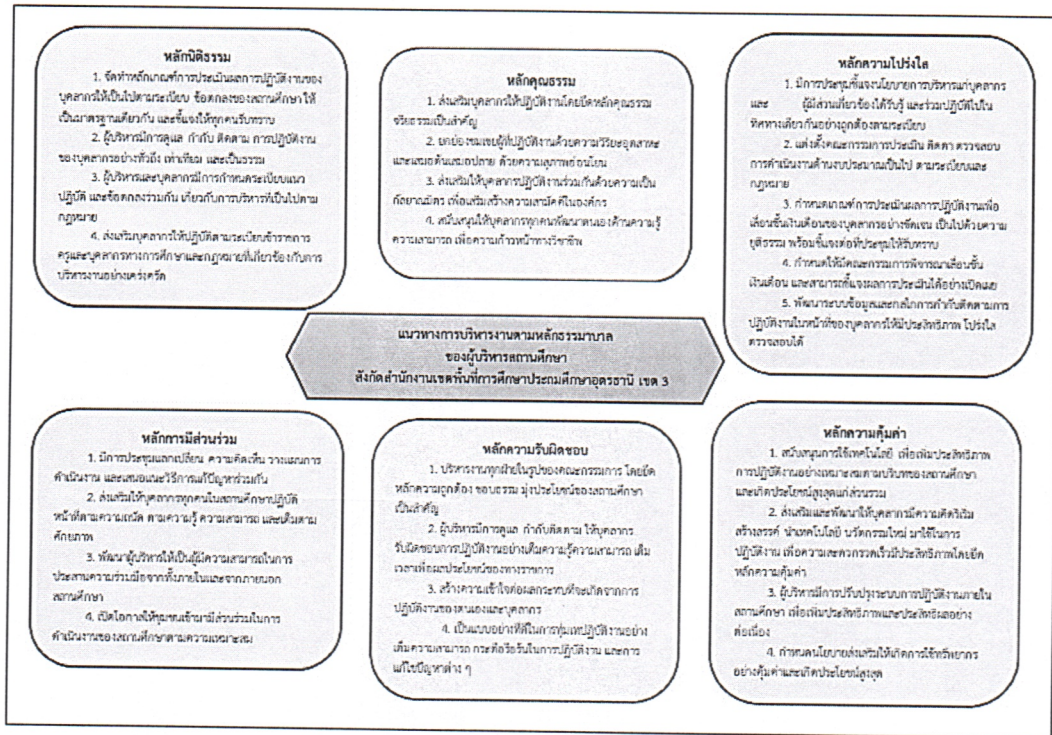 หลักนิติธรรม
1. จัดทำหลักเกณฑ์การประเมินผลการปฏิบัติงานของ
บุคลากรให้เป็นไปตามระเบียบ ข้อตกลงของสถานศึกษา ให้
เป็นมาตรฐานเดียวกัน และชี้แจงให้ทุกคนรับทราบ
2. ผู้บริหารมีการดูแล กำกับ ติดตาม การปฏิบัติงาน
ของบุคลากรอย่างทั่วถึง เท่าเทียม และเป็นธรรม
3. ผู้บริหารและบุคลากรมีการกำหนดระเบียบแนว
ปฏิบัติ และข้อตกลงร่วมกัน เกี่ยวกับการบริหารที่เป็นไปตาม
กฎหมาย
4. ส่งเสริมบุคลากรให้ปฏิบัติตามระเบียบข้าราชการ
ครูและบุคลากรทางการศึกษาและกฎหมายที่เกี่ยวข้องกับการ
บริหารงานอย่างเคร่งครัด
หลักคุณธรรม
1. ส่งเสริมบุคลากรให้ปฏิบัติงานโดยยึดหลักคุณธรรม
จริยธรรมเป็นสำคัญ
2. ยกย่องชมเชยผู้ที่ปฏิบัติงานด้วยความวิริยะอุตสาหะ
และเสมอต้นเสมอปลาย ด้วยความสุภาพอ่อนโยน
3. ส่งเสริมให้บุคลากรปฏิบัติงานร่วมกันด้วยความเป็น
กัลยาณมิตร เพื่อเสริมสร้างความสามัคคีในองค์กร
4. สนับสนุนให้บุคลากรทุกคนพัฒนาตนเองด้านความรู้
ความสามารถ เพื่อความก้าวหน้าทางวิชาชีพ
หลักความโปร่งใส
1. มีการประชุมชี้แจงนโยบายการบริหารแก่บุคลากร
และ ผู้มีส่วนเกี่ยวข้องได้รับรู้ และร่วมปฏิบัติไปใน
ทิศทางเดียวกันอย่างถูกต้องตามระเบียบ
2. แต่งตั้งคณะกรรมการประเมิน ติดตา ตรวจสอบ
การดำเนินงานด้านงบประมาณเป็นไป ตามระเบียบและ
กฎหมาย
3. กำหนดเกณฑ์การประเมินผลการปฏิบัติงานเพื่อ
เลื่อนขั้นเงินเดือนของบุคลากรอย่างชัดเจน เป็นไปด้วยความ
ยุติธรรม พร้อมชี้แจงต่อที่ประชุมให้รับทราบ
4. กำหนดให้มีคณะกรรมการพิจารณาเลื่อนขั้น
เงินเดือน และสามารถชี้แจงผลการประเมินได้อย่างเปิดเผย
5. พัฒนาระบบข้อมูลและกลไกการกำกับติดตามการ
ปฏิบัติงานในหน้าที่ของบุคลากรให้มีประสิทธิภาพ โปร่งใส
ตรวจสอบได้
แนวทางการบริหารงานตามหลักธรรมาบาล
ของผู้บริหารสถานศึกษา
สังกัดสำนักงานเขตพื้นที่การศึกษาประถมศึกษาอุดรธานี เขต 3
หลักการมีส่วนร่วม
1. มีการประชุมแลกเปลี่ยน ความคิดเห็น วางแผนการ
ดำเนินงาน และเสนอแนะวิธีการแก้ปัญหาร่วมกัน
2. ส่งเสริมให้บุคลากรทุกคนในสถานศึกษาปฏิบัติ
หน้าที่ตามความถนัด ตามความรู้ ความสามารถ และเต็มตาม
ศักยภาพ
3. พัฒนาผู้บริหารให้เป็นผู้มีความสามารถในการ
ประสานความร่วมมือจากทั้งภายในและจากภายนอก
สถานศึกษา
4. เปิดโอกาสให้ชุมชนเข้ามามีส่วนร่วมในการ
ดำเนินงานของสถานศึกษาตามความเหมาะสม
หลักความรับผิดชอบ
1. บริหารงานทุกฝ่ายในรูปของคณะกรรมการ โดยยึด
หลักความถูกต้อง ชอบธรรม มุ่งประโยชน์ของสถานศึกษา
เป็นสำคัญ
2. ผู้บริหารมีการดูแล กำกับติดตาม ให้บุคลากร
รับผิดชอบการปฏิบัติงานอย่างเต็มความรู้ความสามารถ เต็ม
เวลาเพื่อผลประโยชน์ของทางราชการ
3. สร้างความเข้าใจต่อผลกระทบที่จะเกิดจากการ
ปฏิบัติงานของตนเองและบุคลากร
4. เป็นแบบอย่างที่ดีในการทุ่มเทปฏิบัติงานอย่าง
เต็มความสามารถ กระตือรือร้นในการปฏิบัติงาน และการ
แก้ไขปัญหาต่าง ๆ
หลักความคุ้มค่า
1. สนับสนุนการใช้เทคโนโลยี เพื่อเพิ่มประสิทธิภาพ
การปฏิบัติงานอย่างเหมาะสมตามบริบทของสถานศึกษา
และเกิดประโยชน์สูงสุดแก่ส่วนรวม
2. ส่งเสริมและพัฒนาให้บุคลากรมีความคิดริเริ่ม
สร้างสรรค์ นำเทคโนโลยี นวัตกรรมใหม่ มาใช้ในการ
ปฏิบัติงาน เพื่อความสะดวกรวดเร็วมีประสิทธิภาพโดยยึด
หลักความคุ้มค่า
3. ผู้บริหารมีการปรับปรุงระบบการปฏิบัติงานภายใน
สถานศึกษา เพื่อเพิ่มประสิทธิภาพและประสิทธิผลอย่าง
ต่อเนื่อง
4. กำหนดนโยบายส่งเสริมให้เกิดการใช้ทรัพยากร
อย่างคุ้มค่าและเกิดประโยชน์สูงสุด